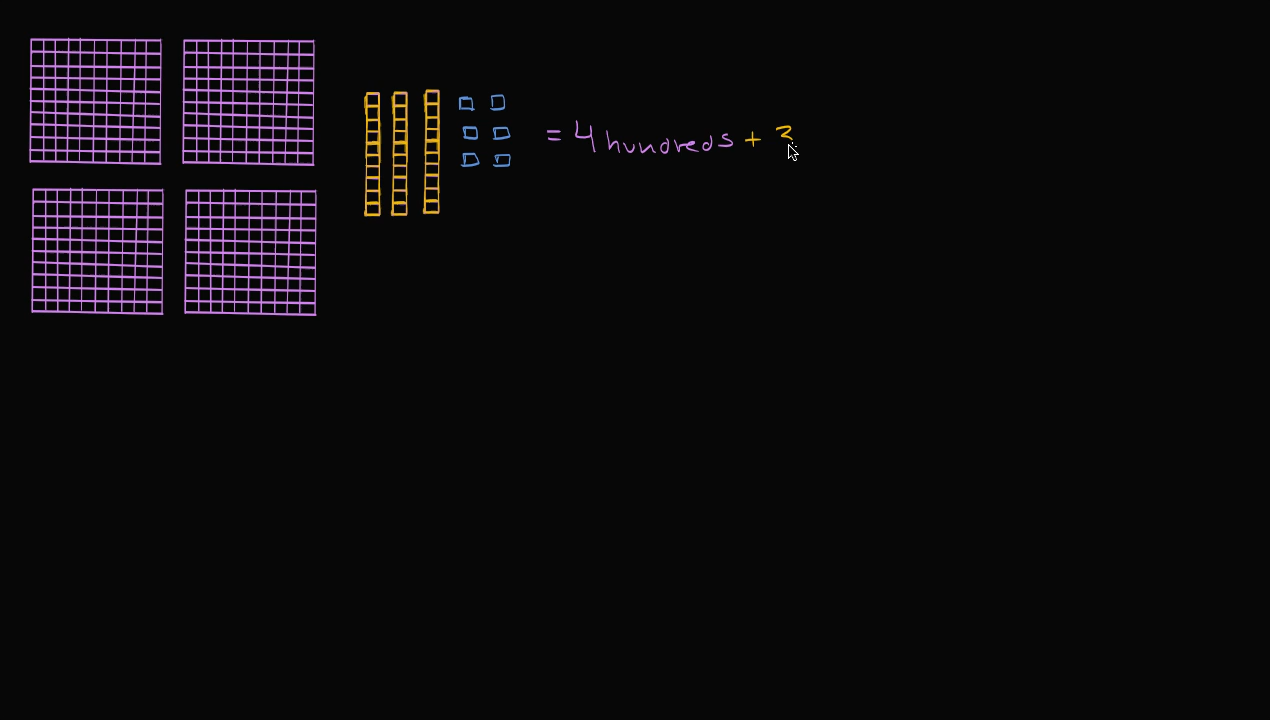 = 4 hundreds + 3